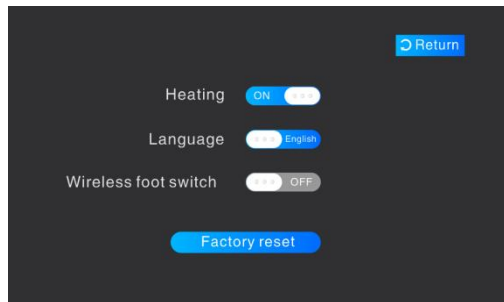 Return
Heating ON
Language English
Wireless foot switch OFF
Factory reset